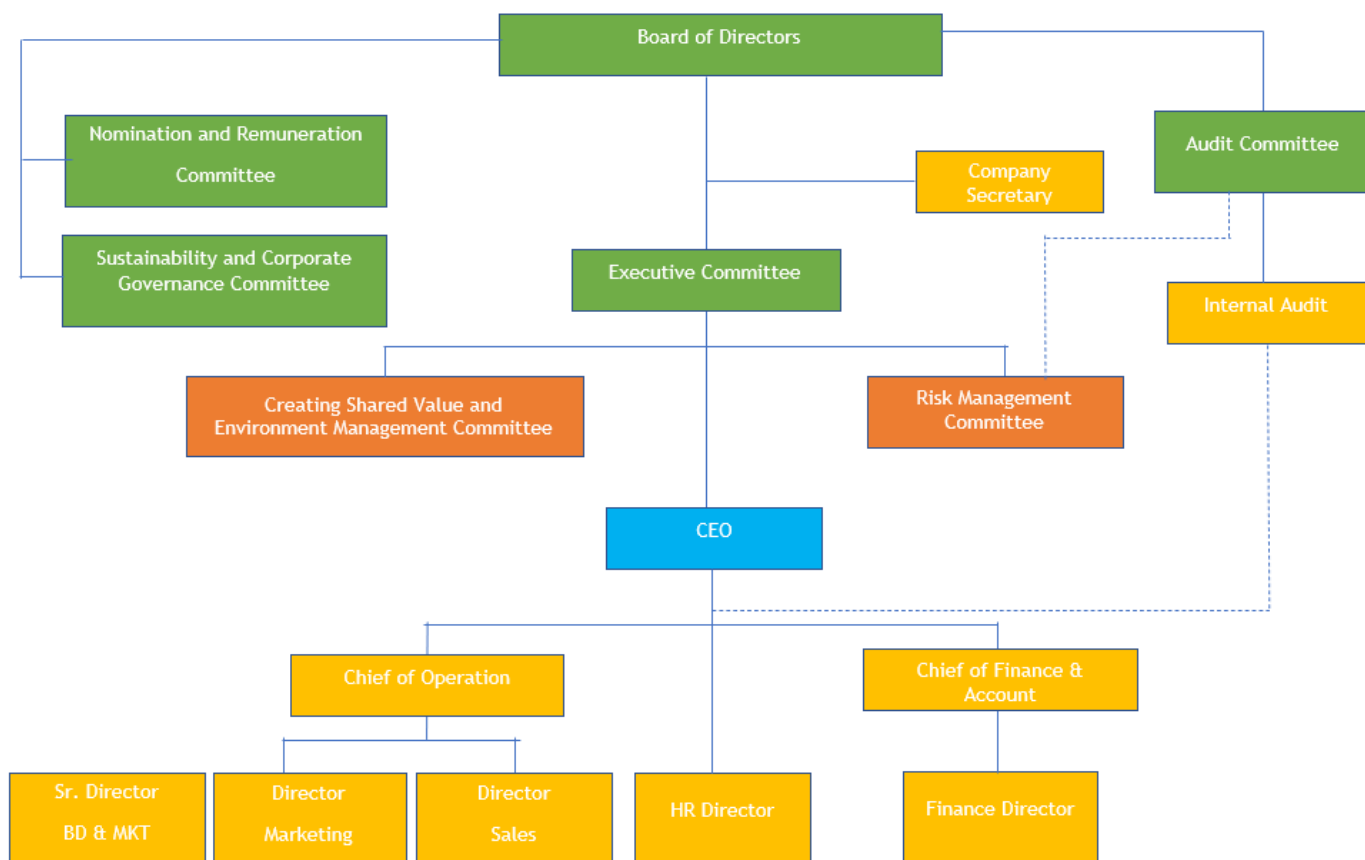 Board of Directors
Nomination and Remuneration
Committee
Audit Committee
Company
Secretary
Sustainability and Corporate
Governance Committee
Executive Committee
Internal Audit
Creating Shared Value and
Environment Management Committee
Risk Management
Committee
CEO
Chief of Operation
Chief of Finance &
Account
Sr. Director
BD & MKT
Director
Marketing
Director
Sales
HR Director
Finance Director